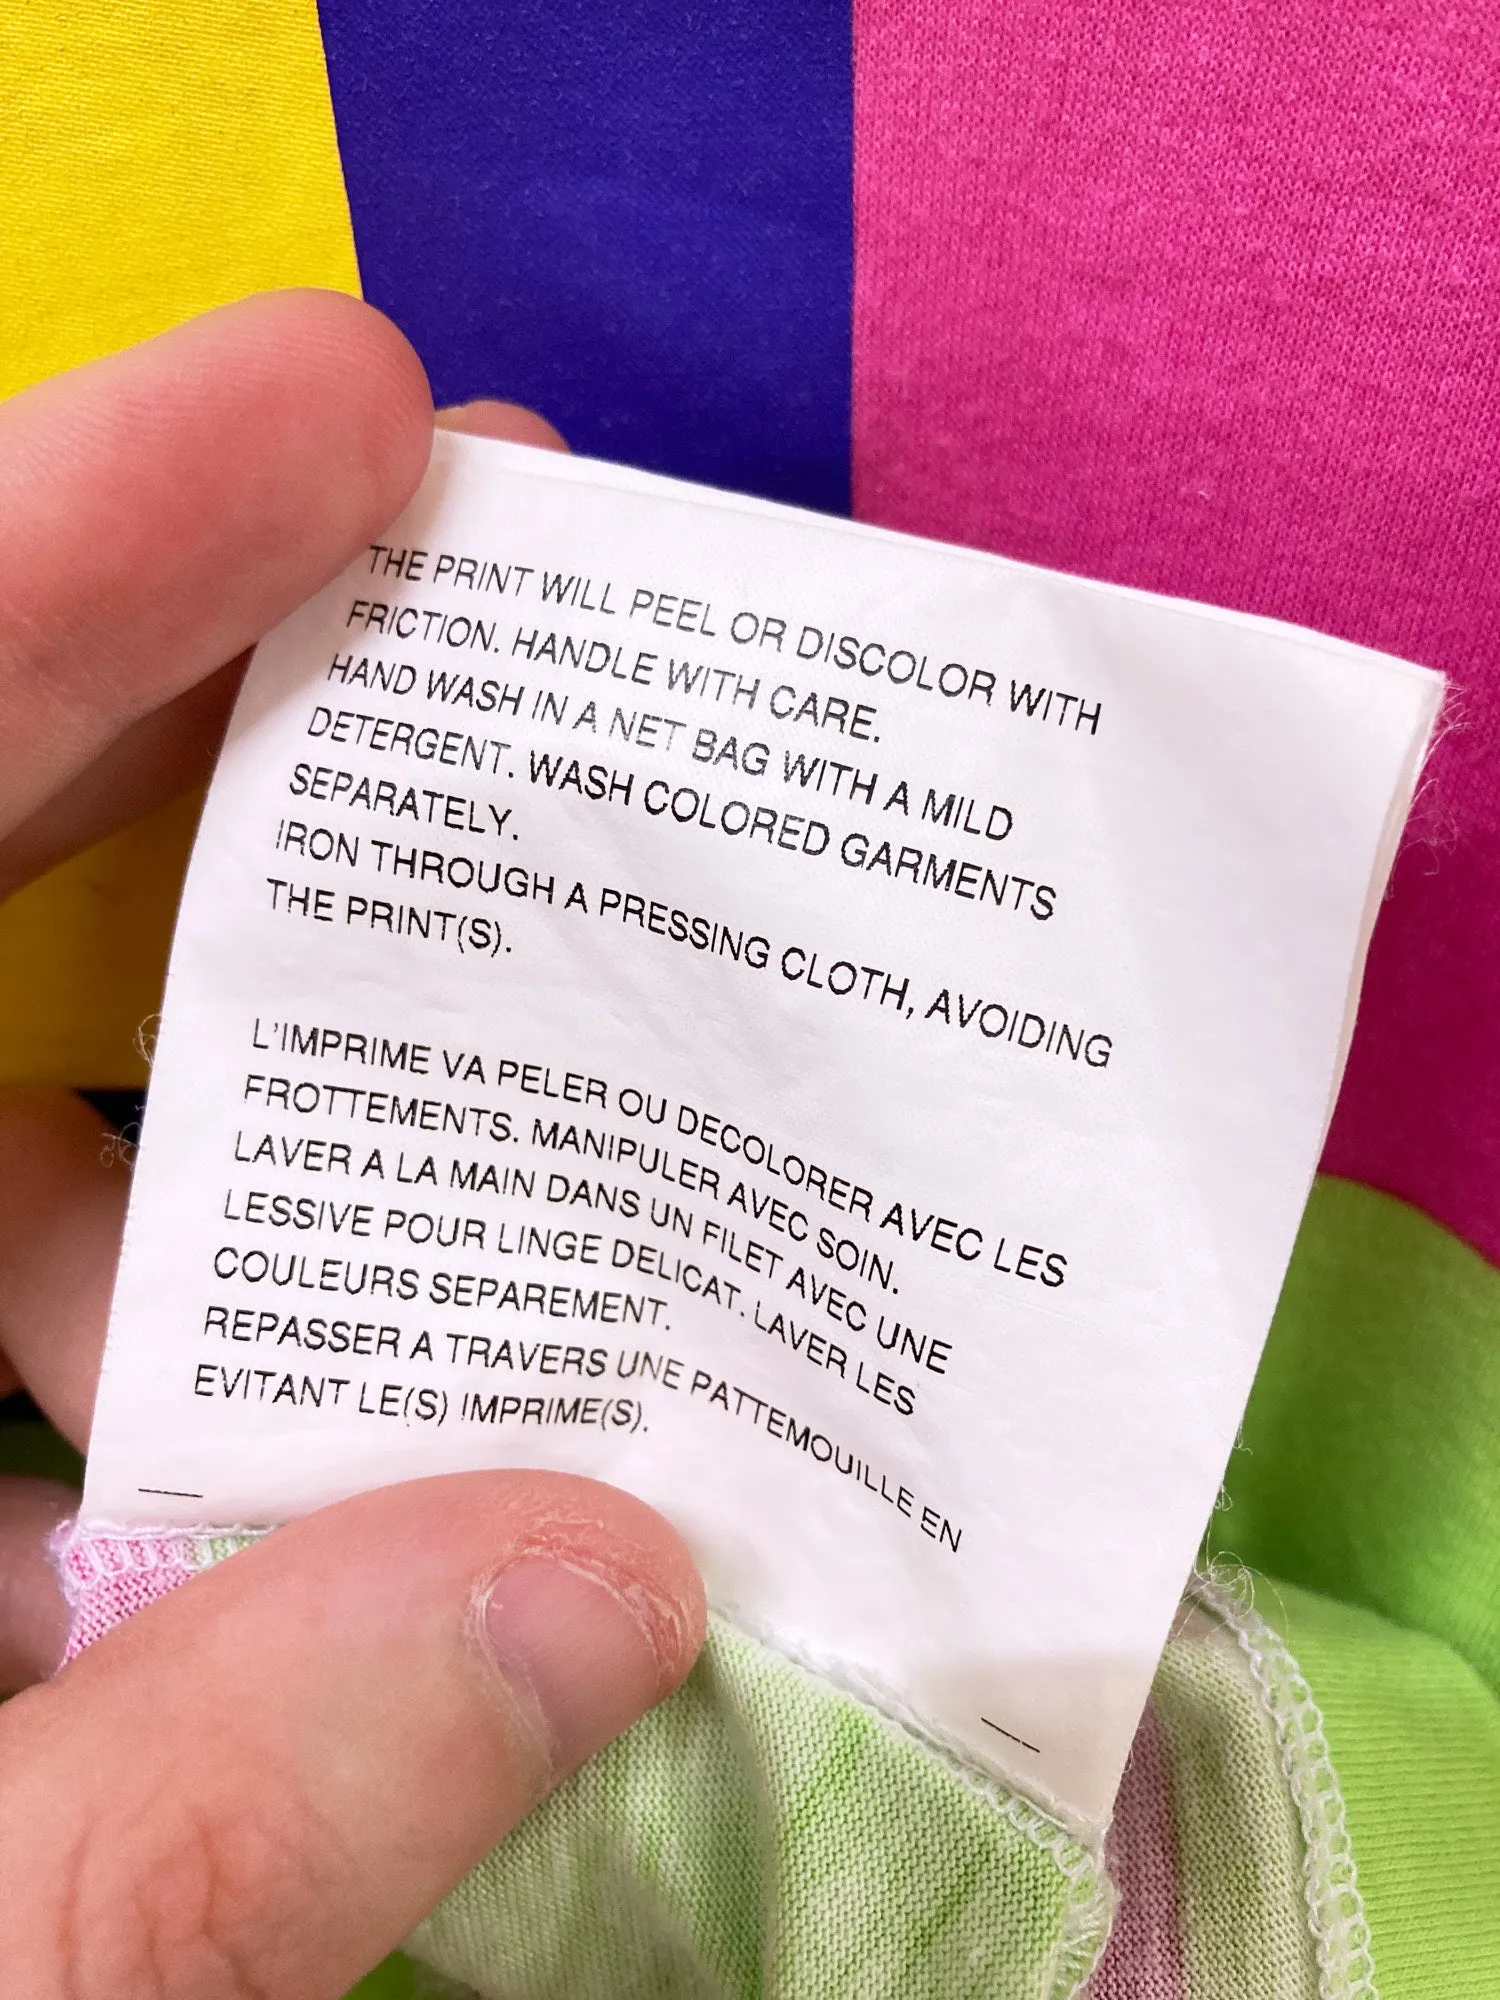 THE PRINT WILL PEEL OR DISCOLOR WITH
FRICTION. HANDLE WITH CARE.
HAND WASH IN A NET BAG WITH A MILD
DETERGENT. WASH COLORED GARMENTS
SEPARATELY.
IRON THROUGH A PRESSING CLOTH, AVOIDING
THE PRINT(S).
L'IMPRIME VA PELER OU DECOLORER AVEC LES
FROTTEMENTS. MANIPULER AVEC SOIN.
LAVER A LA MAIN DANS UN FILET AVEC UNE
LESSIVE POUR LINGE DELICAT. LAVER LES
COULEURS SEPAREMENT.
REPASSER A TRAVERS UNE PATTEMOUILLE EN
EVITANT LE(S) IMPRIME(S).